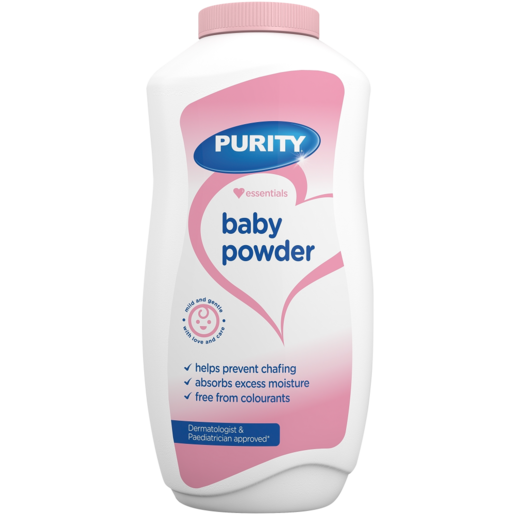 PURITY
essentials
baby
powder
mild and gentle
with love and care
✓ helps prevent chafing
✓ absorbs excess moisture
✓ free from colourants
Dermatologist &
Paediatrician approved*